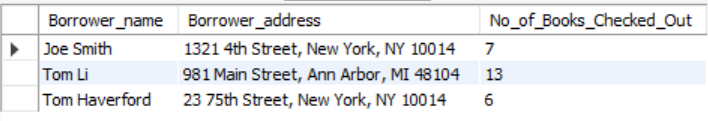 Borrower_name Borrower_address No_of_Books_Checked_Out
Joe Smith 1321 4th Street, New York, NY 10014 7
Tom Li 981 Main Street, Ann Arbor, MI 48104 13
Tom Haverford 23 75th Street, New York, NY 10014 6